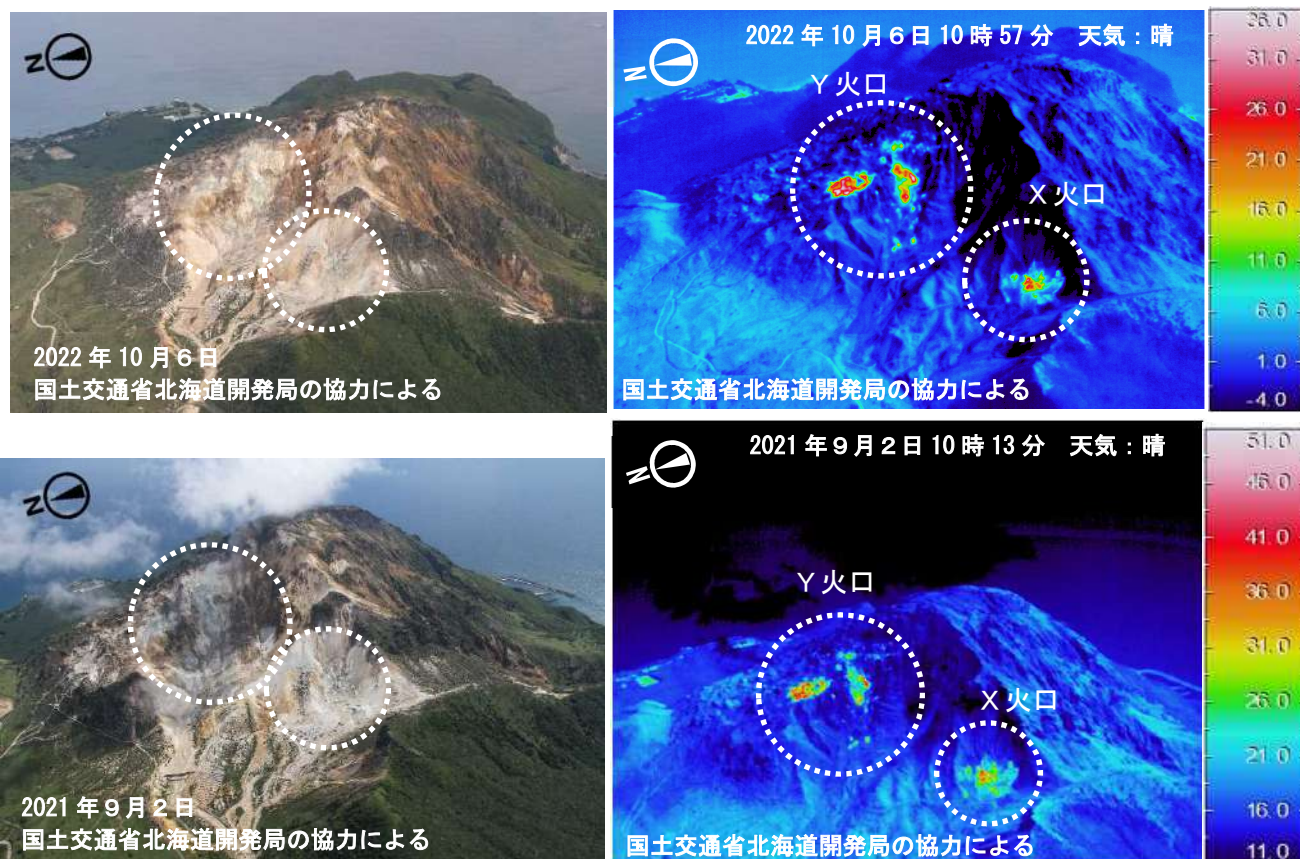 N
2022年10月6日
国土交通省北海道開発局の協力による
N
2022年10月6日10時57分 天気：晴
Y火口
X火口
国土交通省北海道開発局の協力による
36.0
31.0
26.0
21.0
16.0
11.0
6.0
1.0
-4.0
N
2021年9月2日
国土交通省北海道開発局の協力による
N
2021年9月2日10時13分 天気：晴
Y火口
X火口
国土交通省北海道開発局の協力による
51.0
46.0
41.0
36.0
31.0
26.0
21.0
16.0
11.0